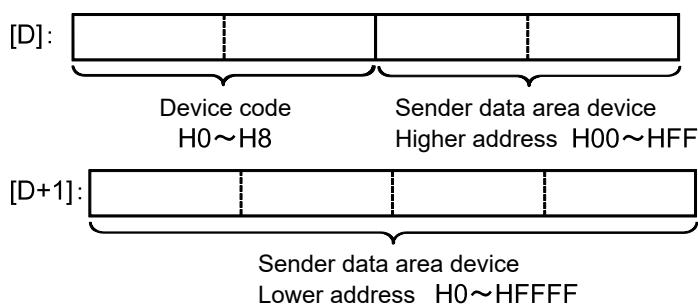 [D]:
Device code
H0～H8
Sender data area device
Higher address H00～HFF
[D+1]:
Sender data area device
Lower address H0～HFFFF